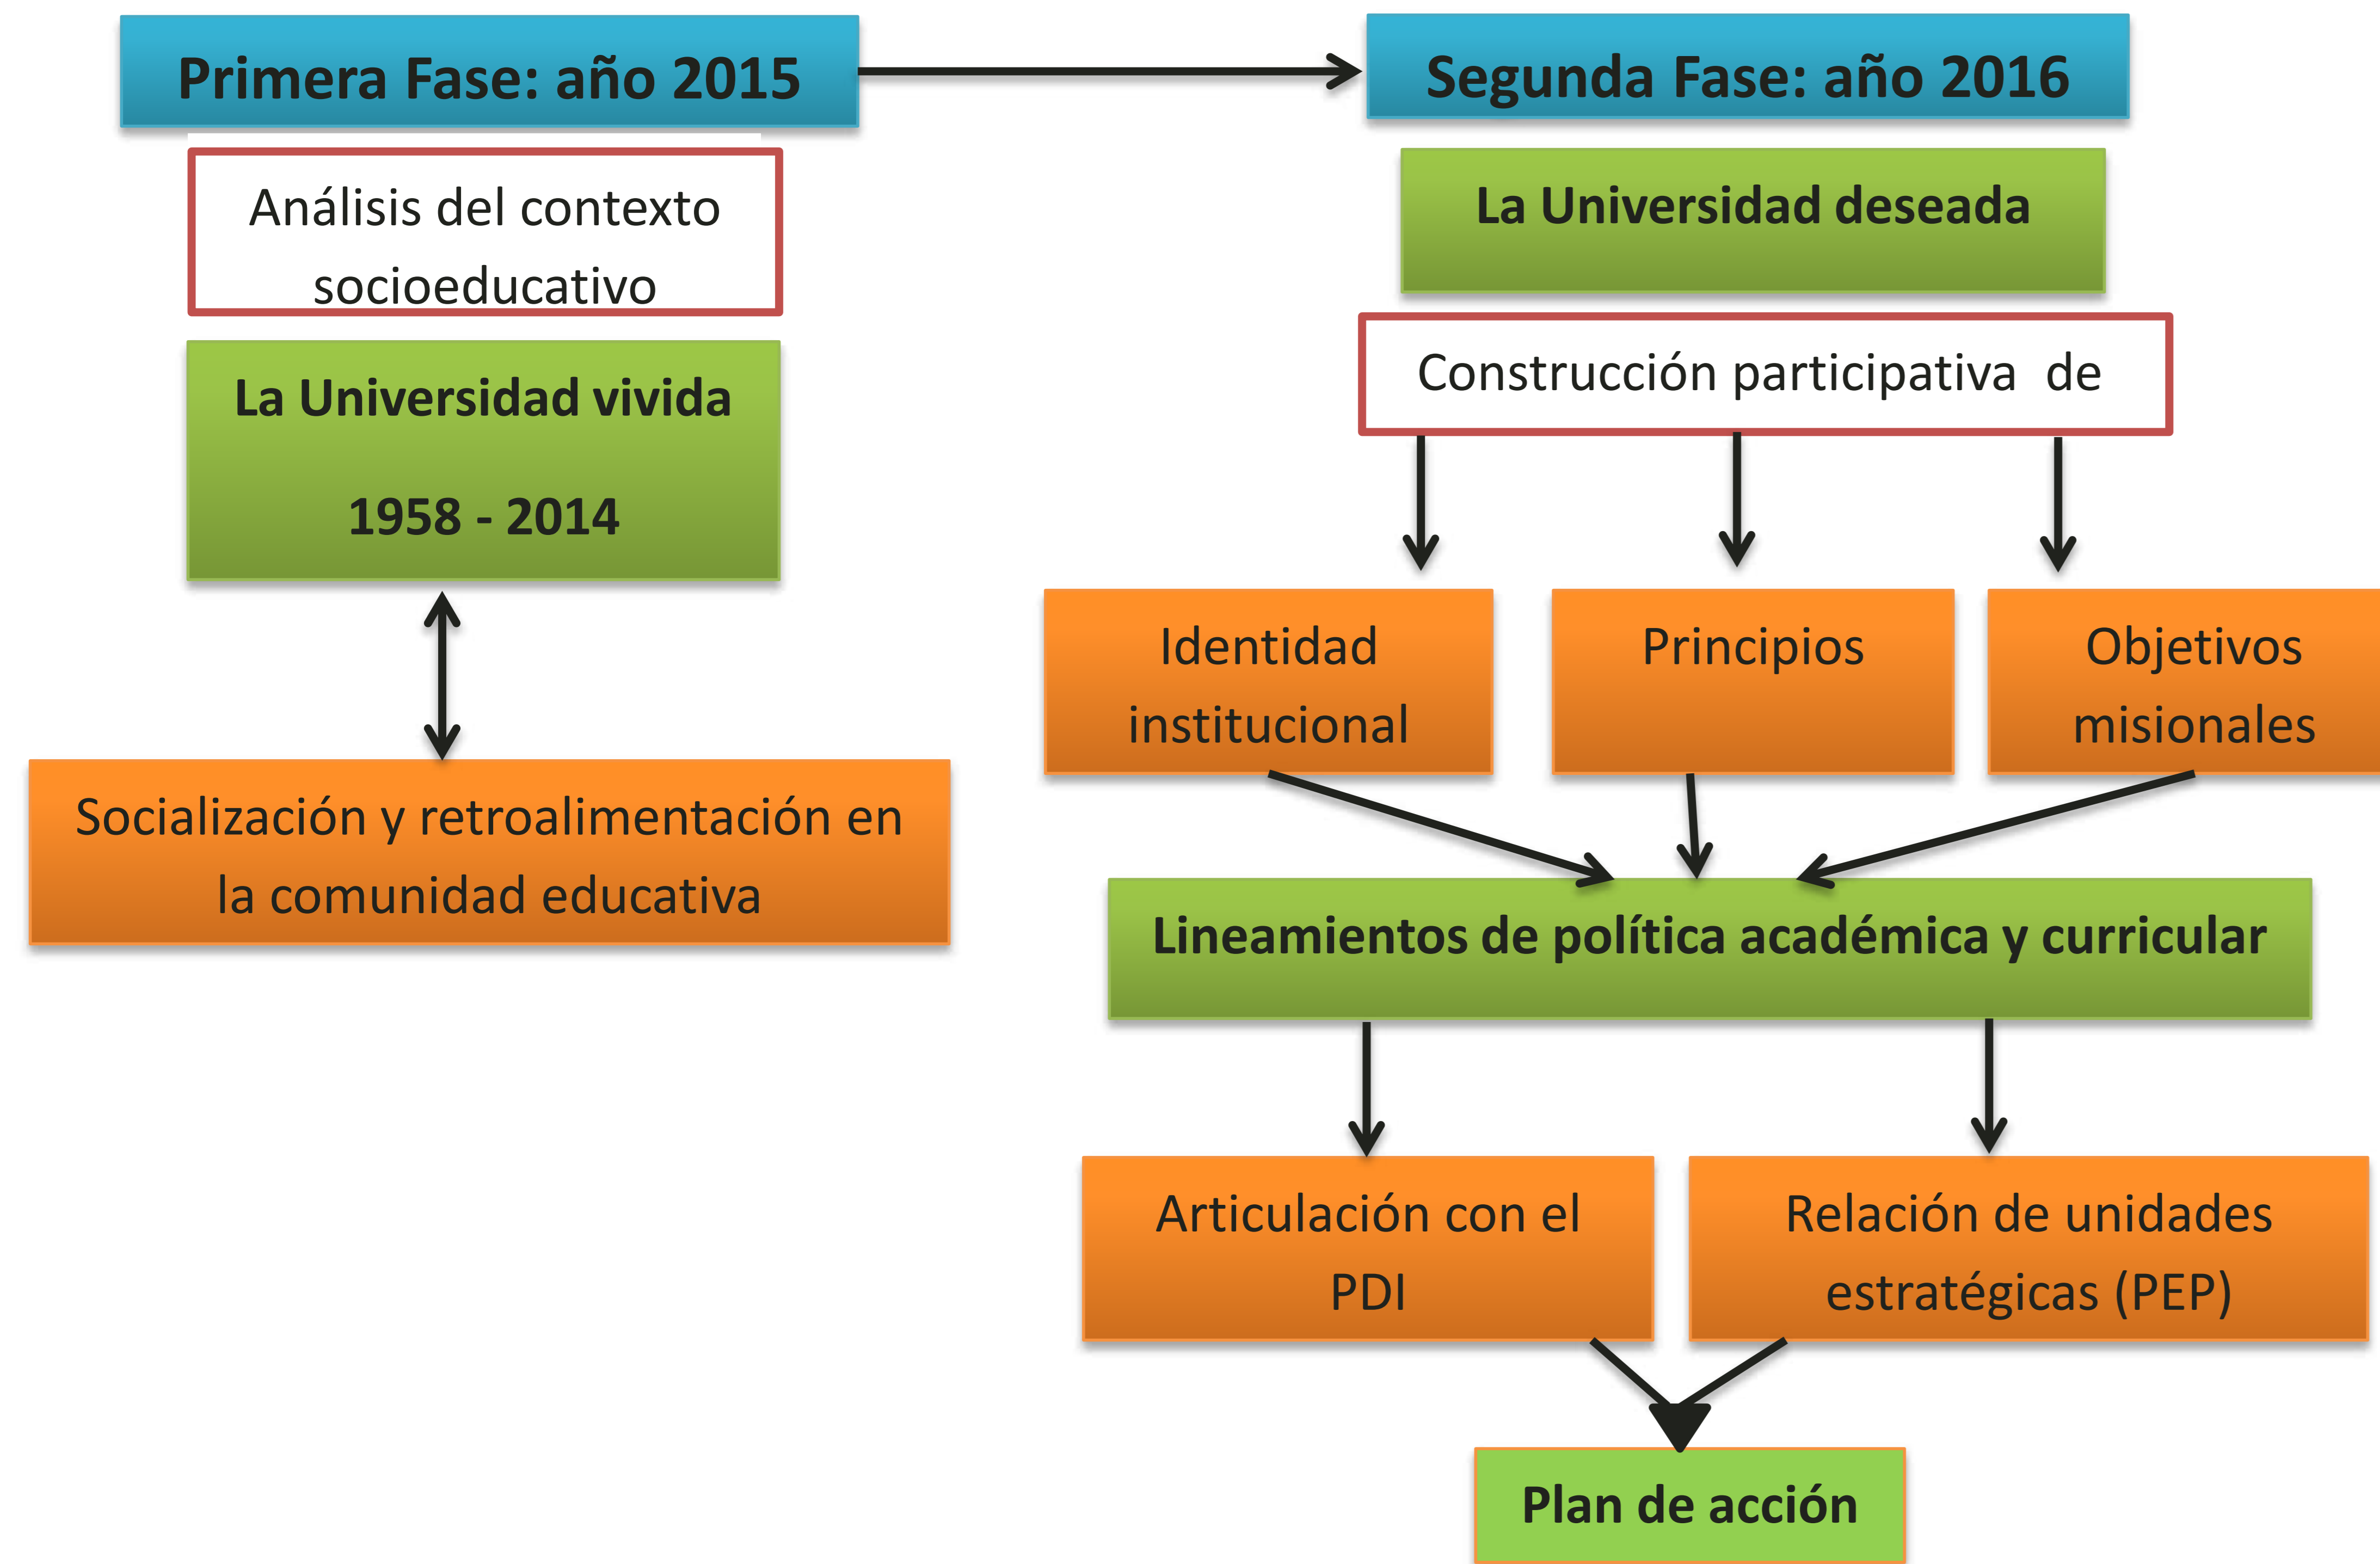 Primera Fase: año 2015
Análisis del contexto
socioeducativo
La Universidad vivida
1958 - 2014
Socialización y retroalimentación en
la comunidad educativa
Segunda Fase: año 2016
La Universidad deseada
Construcción participativa de
Identidad
institucional
Principios
Objetivos
misionales
Lineamientos de política académica y curricular
Articulación con el
PDI
Relación de unidades
estratégicas (PEP)
Plan de acción